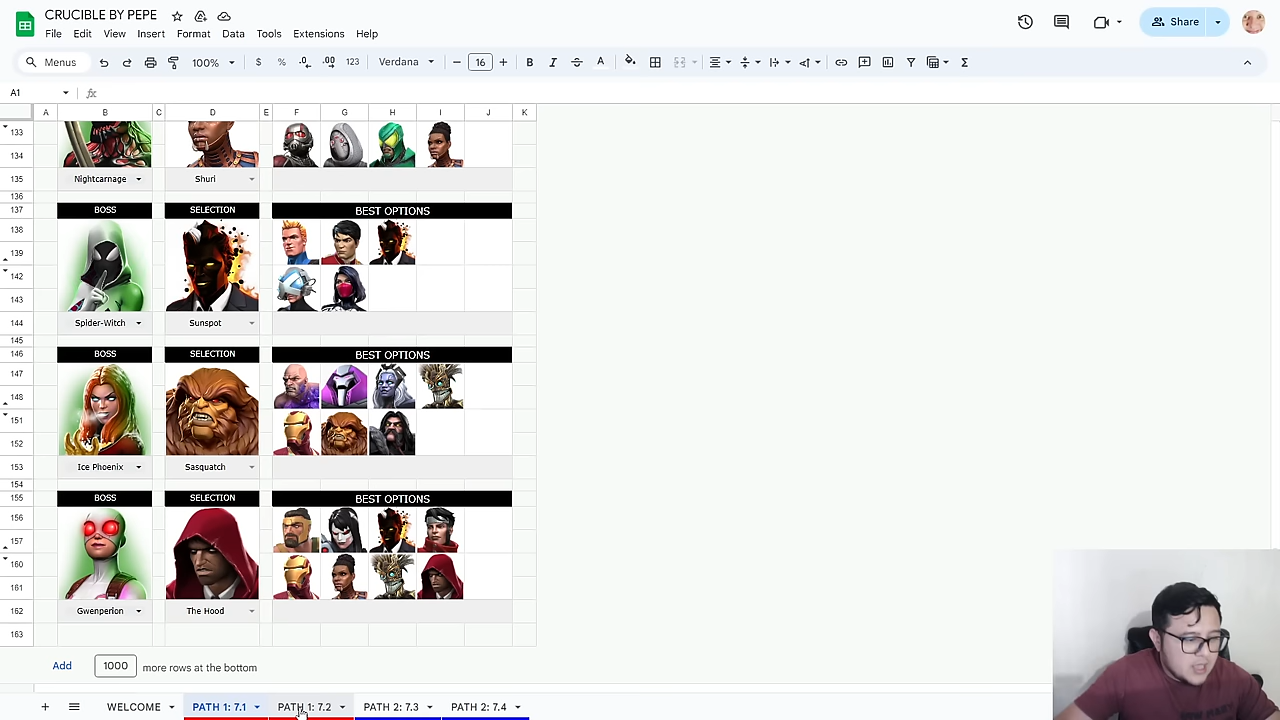 CRUCIBLE BY PEPE
File Edit View Insert Format Data Tools Extensions Help
Share
Menus 100% $ % .0 .00 123 Verdana 16 B I A Σ
A1 fx
A B C D E F G H I J K
133
134
135 Nightcarnage Shuri
136
137 BOSS SELECTION BEST OPTIONS
138
139
142
143
144 Spider-Witch Sunspot
145
146 BOSS SELECTION BEST OPTIONS
147
148
151
152
153 Ice Phoenix Sasquatch
154
155 BOSS SELECTION BEST OPTIONS
156
157
160
161
162 Gwenperion The Hood
163
Add 1000 more rows at the bottom
WELCOME PATH 1: 7.1 PATH 1: 7.2 PATH 2: 7.3 PATH 2: 7.4